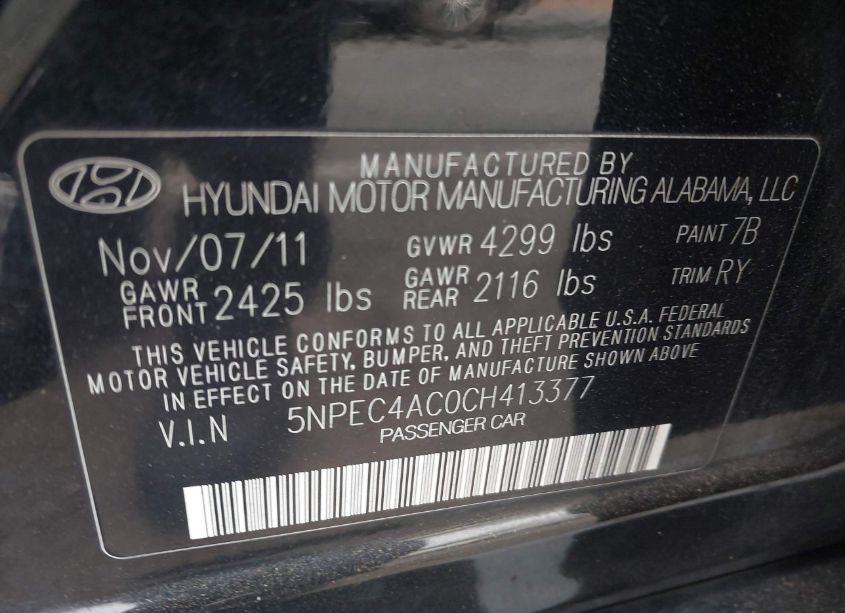 MANUFACTURED BY
HYUNDAI MOTOR MANUFACTURING ALABAMA, LLC
Nov/07/11 GVWR 4299 lbs PAINT 7B
GAWR FRONT 2425 lbs GAWR REAR 2116 lbs TRIM RY
THIS VEHICLE CONFORMS TO ALL APPLICABLE U.S.A. FEDERAL
MOTOR VEHICLE SAFETY, BUMPER, AND THEFT PREVENTION STANDARDS
IN EFFECT ON THE DATE OF MANUFACTURE SHOWN ABOVE
V.I.N 5NPEC4AC0CH413377
PASSENGER CAR